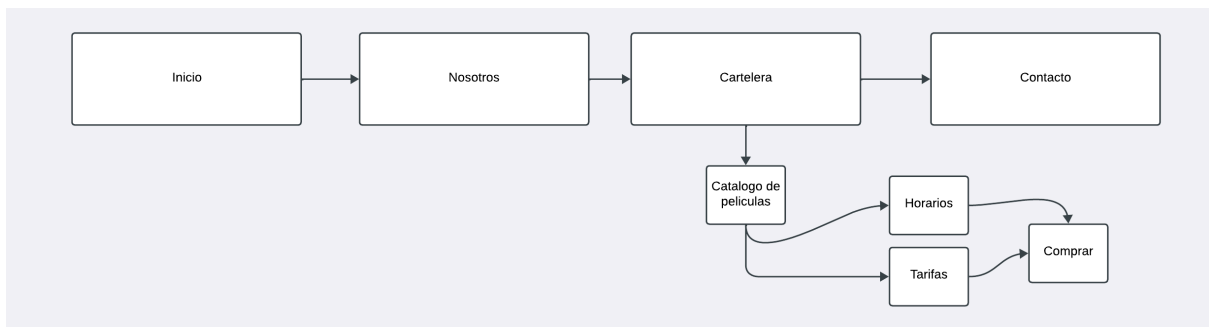 Inicio
Nosotros
Cartelera
Contacto
Catalogo de
peliculas
Horarios
Tarifas
Comprar